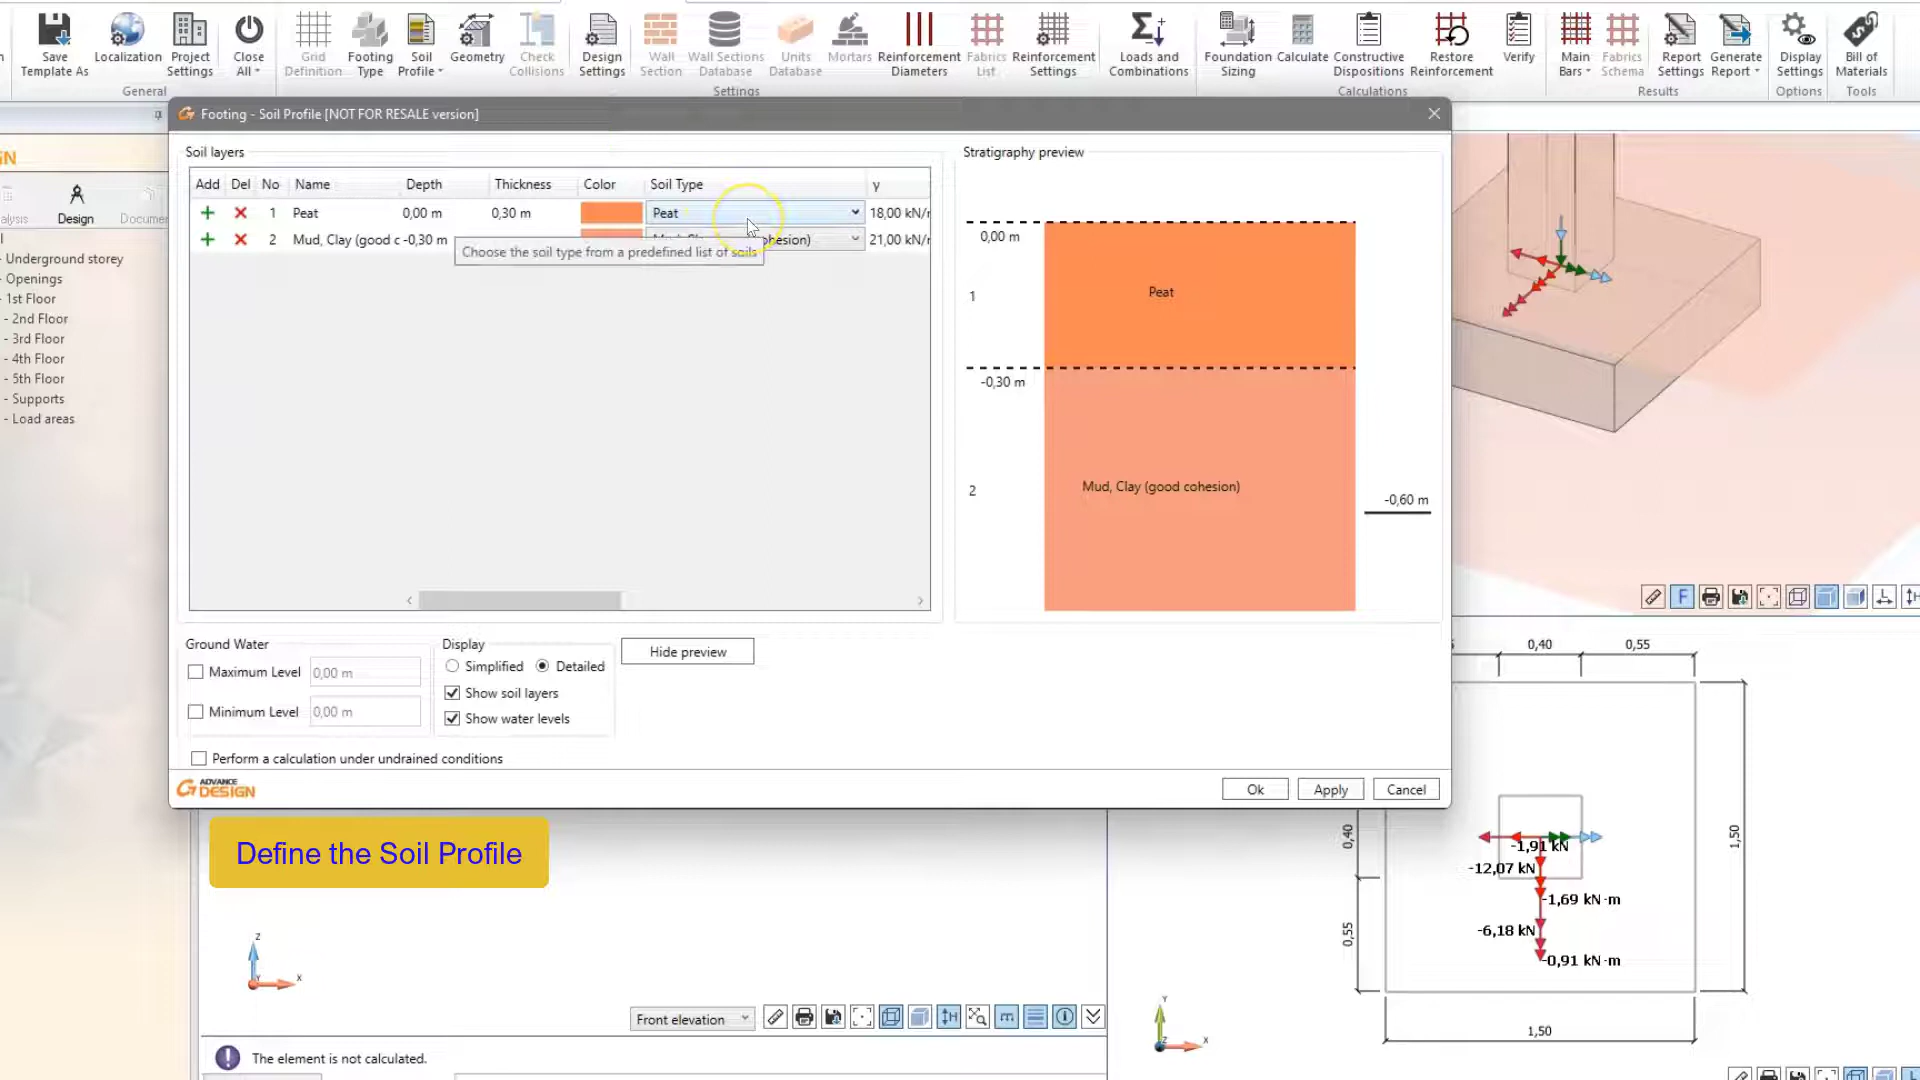 Save
Template As
Localization
Project
Settings
Close
All
Grid
Definition
Footing
Type
Soil
Profile
Geometry
Check
Collisions
Design
Settings
Wall
Section
Wall Sections
Database
Units
Database
Mortars
Reinforcement
Diameters
Fabrics
List
Reinforcement
Settings
Loads and
Combinations
Foundation
Sizing
Calculate
Constructive
Dispositions
Restore
Reinforcement
Verify
Main
Bars
Fabrics
Schema
Report
Settings
Generate
Report
Display
Settings
Bill of
Materials
General
Settings
Calculations
Results
Options
Tools
Footing - Soil Profile [NOT FOR RESALE version]
Soil layers
Add Del No Name Depth Thickness Color Soil Type γ
1 Peat 0,00 m 0,30 m Peat 18,00 kN/
2 Mud, Clay (good c -0,30 m ohesion) 21,00 kN/
Choose the soil type from a predefined list of soils
Stratigraphy preview
0,00 m
1
Peat
-0,30 m
2
Mud, Clay (good cohesion)
-0,60 m
Ground Water
Maximum Level 0,00 m
Minimum Level 0,00 m
Display
Simplified Detailed
Show soil layers
Show water levels
Hide preview
Perform a calculation under undrained conditions
ADVANCE
DESIGN
Ok
Apply
Cancel
Design
Underground storey
Openings
1st Floor
- 2nd Floor
- 3rd Floor
- 4th Floor
- 5th Floor
- Supports
- Load areas
Define the Soil Profile
Z
X
Front elevation
The element is not calculated.
0,40
0,55
0,40
0,55
1,50
1,50
-1,91 kN
-12,07 kN
-1,69 kN·m
-6,18 kN
-0,91 kN·m
Y
Z
X